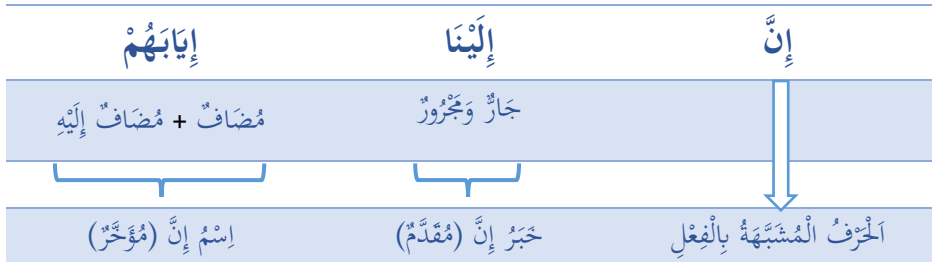 إِنَّ إِلَيْنَا إِيَابَهُمْ
جَارٌّ وَمَجْرُورٌ مُضَافٌ + مُضَافٌ إِلَيْهِ
اَلْحَرْفُ الْمُشَبَّهَةُ بِالْفِعْلِ خَبَرُ إِنَّ (مُقَدَّمٌ) اِسْمُ إِنَّ (مُؤَخَّرٌ)